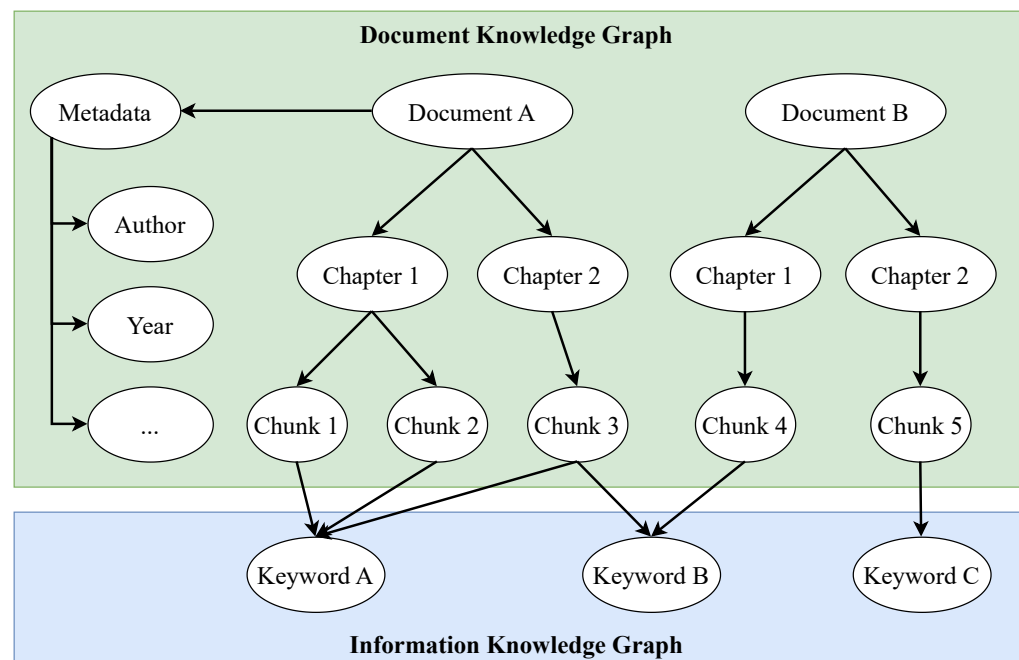 Document Knowledge Graph
Metadata
Document A
Document B
Author
Chapter 1
Chapter 2
Chapter 1
Chapter 2
Year
...
Chunk 1
Chunk 2
Chunk 3
Chunk 4
Chunk 5
Keyword A
Keyword B
Keyword C
Information Knowledge Graph